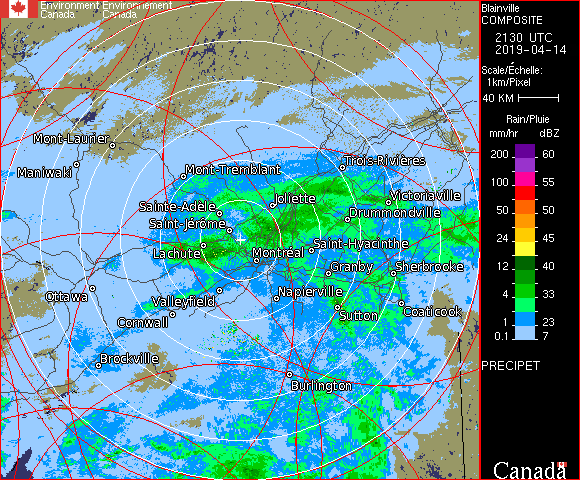 Environment Environnement
Canada Canada
Blainville
COMPOSITE
2130 UTC
2019-04-14
Scale/Échelle:
1km/Pixel
40 KM
Rain/Pluie
mm/hr dBZ
200 60
100 55
50 50
24 45
12 40
4 33
1 23
0.1 7
PRECIPET
Canada
Mont-Laurier
Maniwaki
Mont-Tremblant
Trois-Rivières
Sainte-Adèle
Joliette
Victoriaville
Saint-Jérôme
Drummondville
Lachute
Montréal
Saint-Hyacinthe
Granby
Sherbrooke
Ottawa
Valleyfield
Napierville
Cornwall
Sutton
Coaticook
Brockville
Burlington